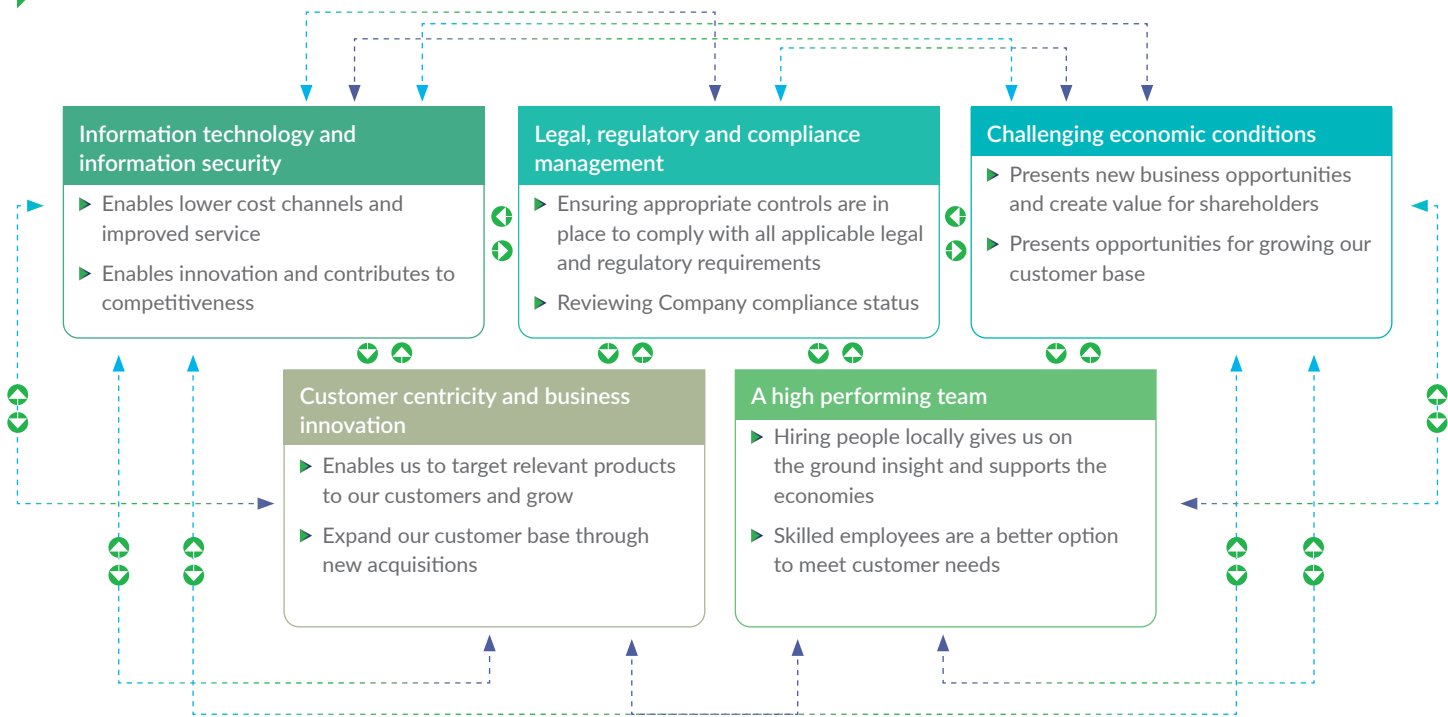 Information technology and
information security
Enables lower cost channels and
improved service
Enables innovation and contributes to
competitiveness
Legal, regulatory and compliance
management
Ensuring appropriate controls are in
place to comply with all applicable legal
and regulatory requirements
Reviewing Company compliance status
Challenging economic conditions
Presents new business opportunities
and create value for shareholders
Presents opportunities for growing our
customer base
Customer centricity and business
innovation
Enables us to target relevant products
to our customers and grow
Expand our customer base through
new acquisitions
A high performing team
Hiring people locally gives us on
the ground insight and supports the
economies
Skilled employees are a better option
to meet customer needs